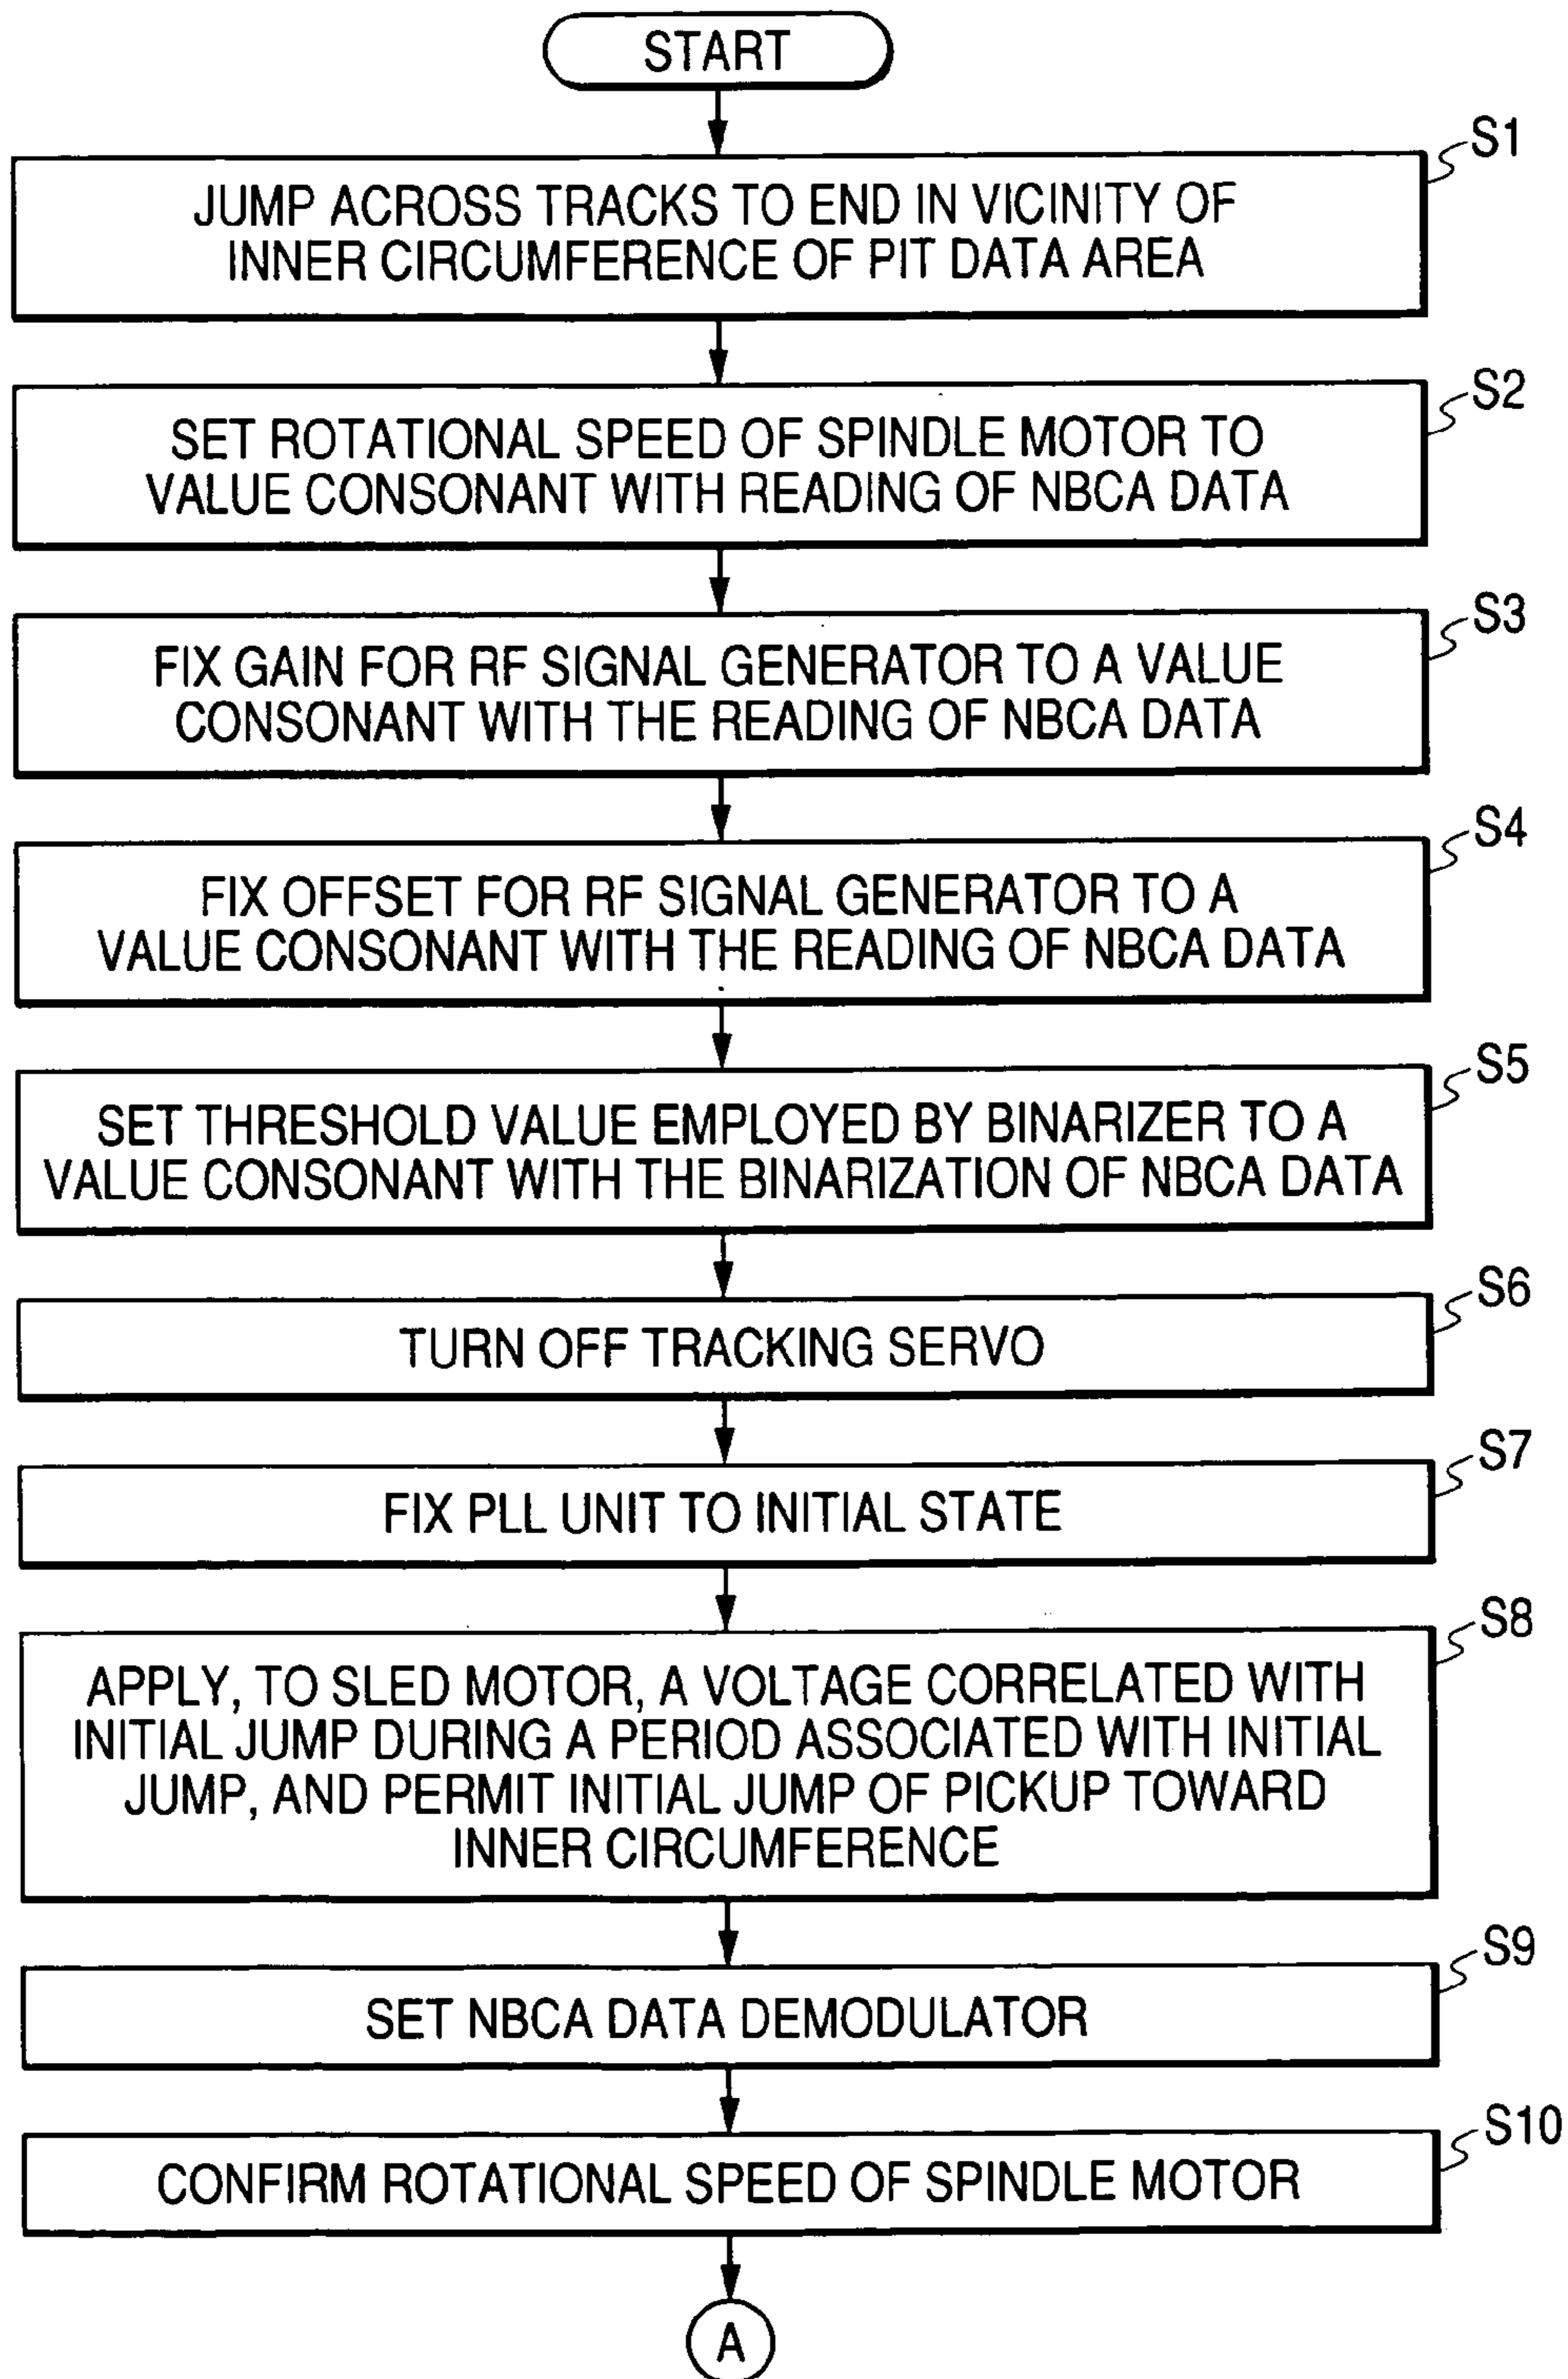 START
S1
JUMP ACROSS TRACKS TO END IN VICINITY OF
INNER CIRCUMFERENCE OF PIT DATA AREA
S2
SET ROTATIONAL SPEED OF SPINDLE MOTOR TO
VALUE CONSONANT WITH READING OF NBCA DATA
S3
FIX GAIN FOR RF SIGNAL GENERATOR TO A VALUE
CONSONANT WITH THE READING OF NBCA DATA
S4
FIX OFFSET FOR RF SIGNAL GENERATOR TO A
VALUE CONSONANT WITH THE READING OF NBCA DATA
S5
SET THRESHOLD VALUE EMPLOYED BY BINARIZER TO A
VALUE CONSONANT WITH THE BINARIZATION OF NBCA DATA
S6
TURN OFF TRACKING SERVO
S7
FIX PLL UNIT TO INITIAL STATE
S8
APPLY, TO SLED MOTOR, A VOLTAGE CORRELATED WITH
INITIAL JUMP DURING A PERIOD ASSOCIATED WITH INITIAL
JUMP, AND PERMIT INITIAL JUMP OF PICKUP TOWARD
INNER CIRCUMFERENCE
S9
SET NBCA DATA DEMODULATOR
S10
CONFIRM ROTATIONAL SPEED OF SPINDLE MOTOR
A